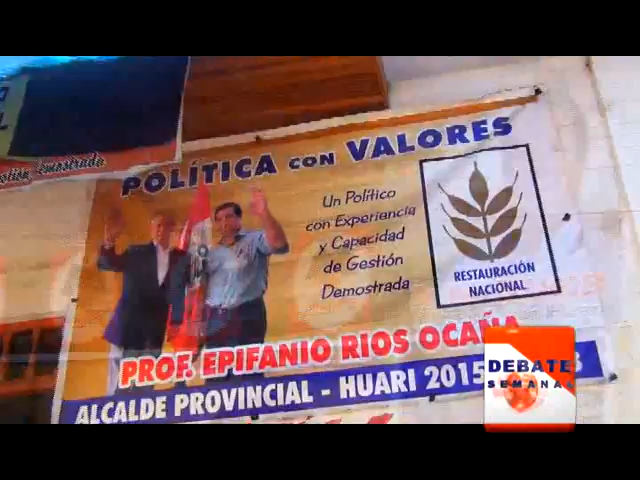 demostrada
POLÍTICA CON VALORES
Un Político
con Experiencia
y Capacidad
de Gestión
Demostrada
RESTAURACIÓN
NACIONAL
PROF. EPIFANIO RIOS OCAÑA
ALCALDE PROVINCIAL - HUARI 2015
DEBATE
SEMANAL